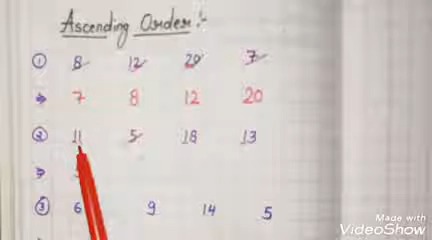 Ascending Order:-
① 8 12 20 7
⇒ 7 8 12 20
② 11 5 18 13
⇒
③ 6 9 14 5
Made with
VideoShow